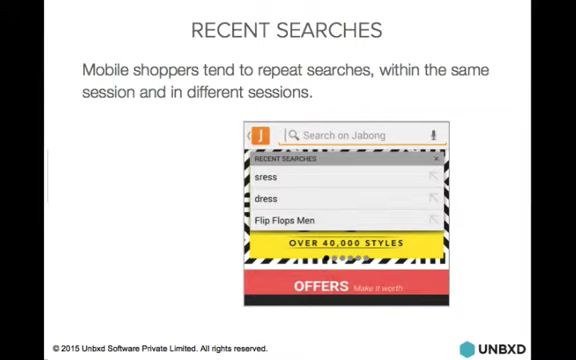 RECENT SEARCHES
Mobile shoppers tend to repeat searches, within the same
session and in different sessions.
J
Search on Jabong
RECENT SEARCHES
x
sress
dress
Flip Flops Men
OVER 40,000 STYLES
OFFERS Make it worth
© 2015 Unbxd Software Private Limited. All rights reserved.
UNBXD